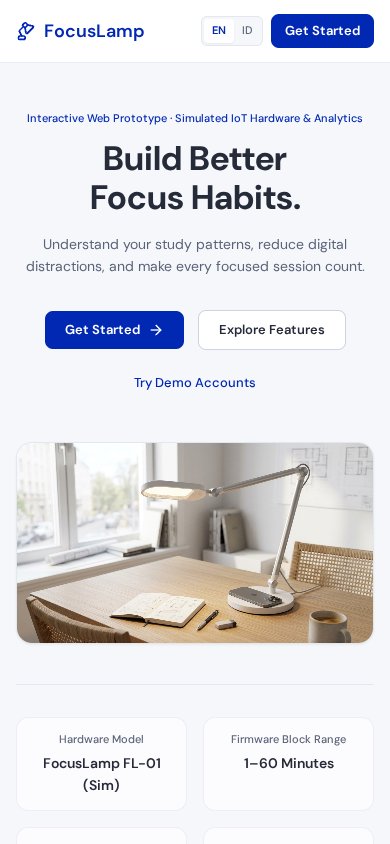 FocusLamp
EN
ID
Get Started
Interactive Web Prototype · Simulated IoT Hardware & Analytics
Build Better
Focus Habits.
Understand your study patterns, reduce digital
distractions, and make every focused session count.
Get Started
Explore Features
Try Demo Accounts
Hardware Model
FocusLamp FL-01
(Sim)
Firmware Block Range
1–60 Minutes